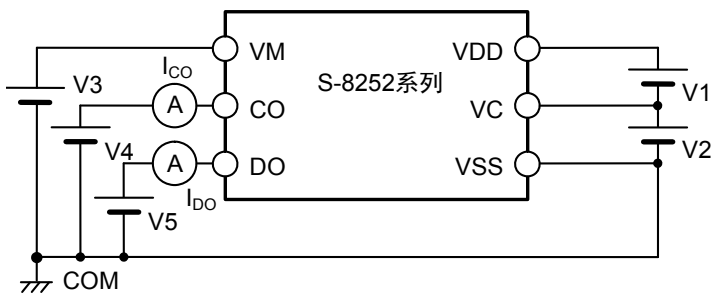 VM
VDD
V3
I_CO
A
CO
S-8252系列
VC
V1
V4
A
DO
VSS
V2
I_DO
V5
COM